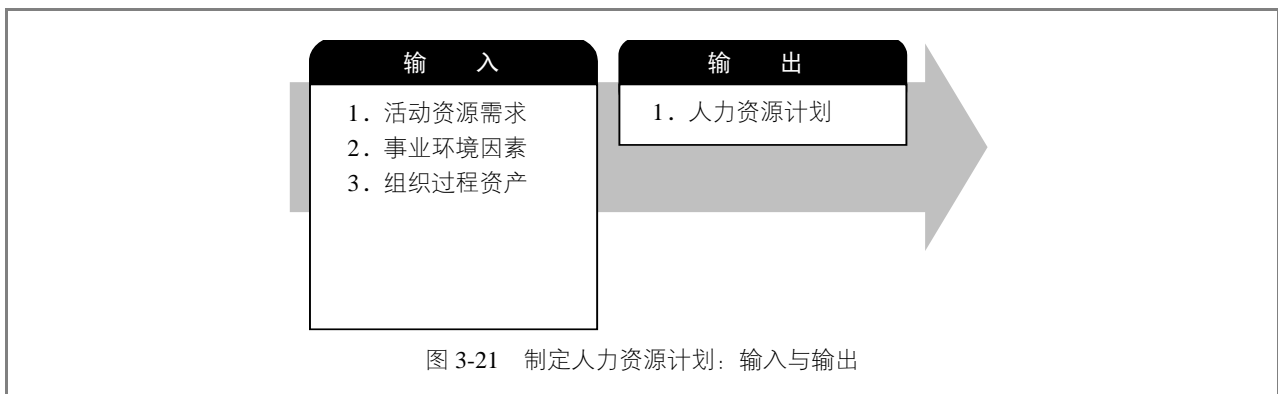 输 入
1. 活动资源需求
2. 事业环境因素
3. 组织过程资产
输 出
1. 人力资源计划
图 3-21 制定人力资源计划：输入与输出